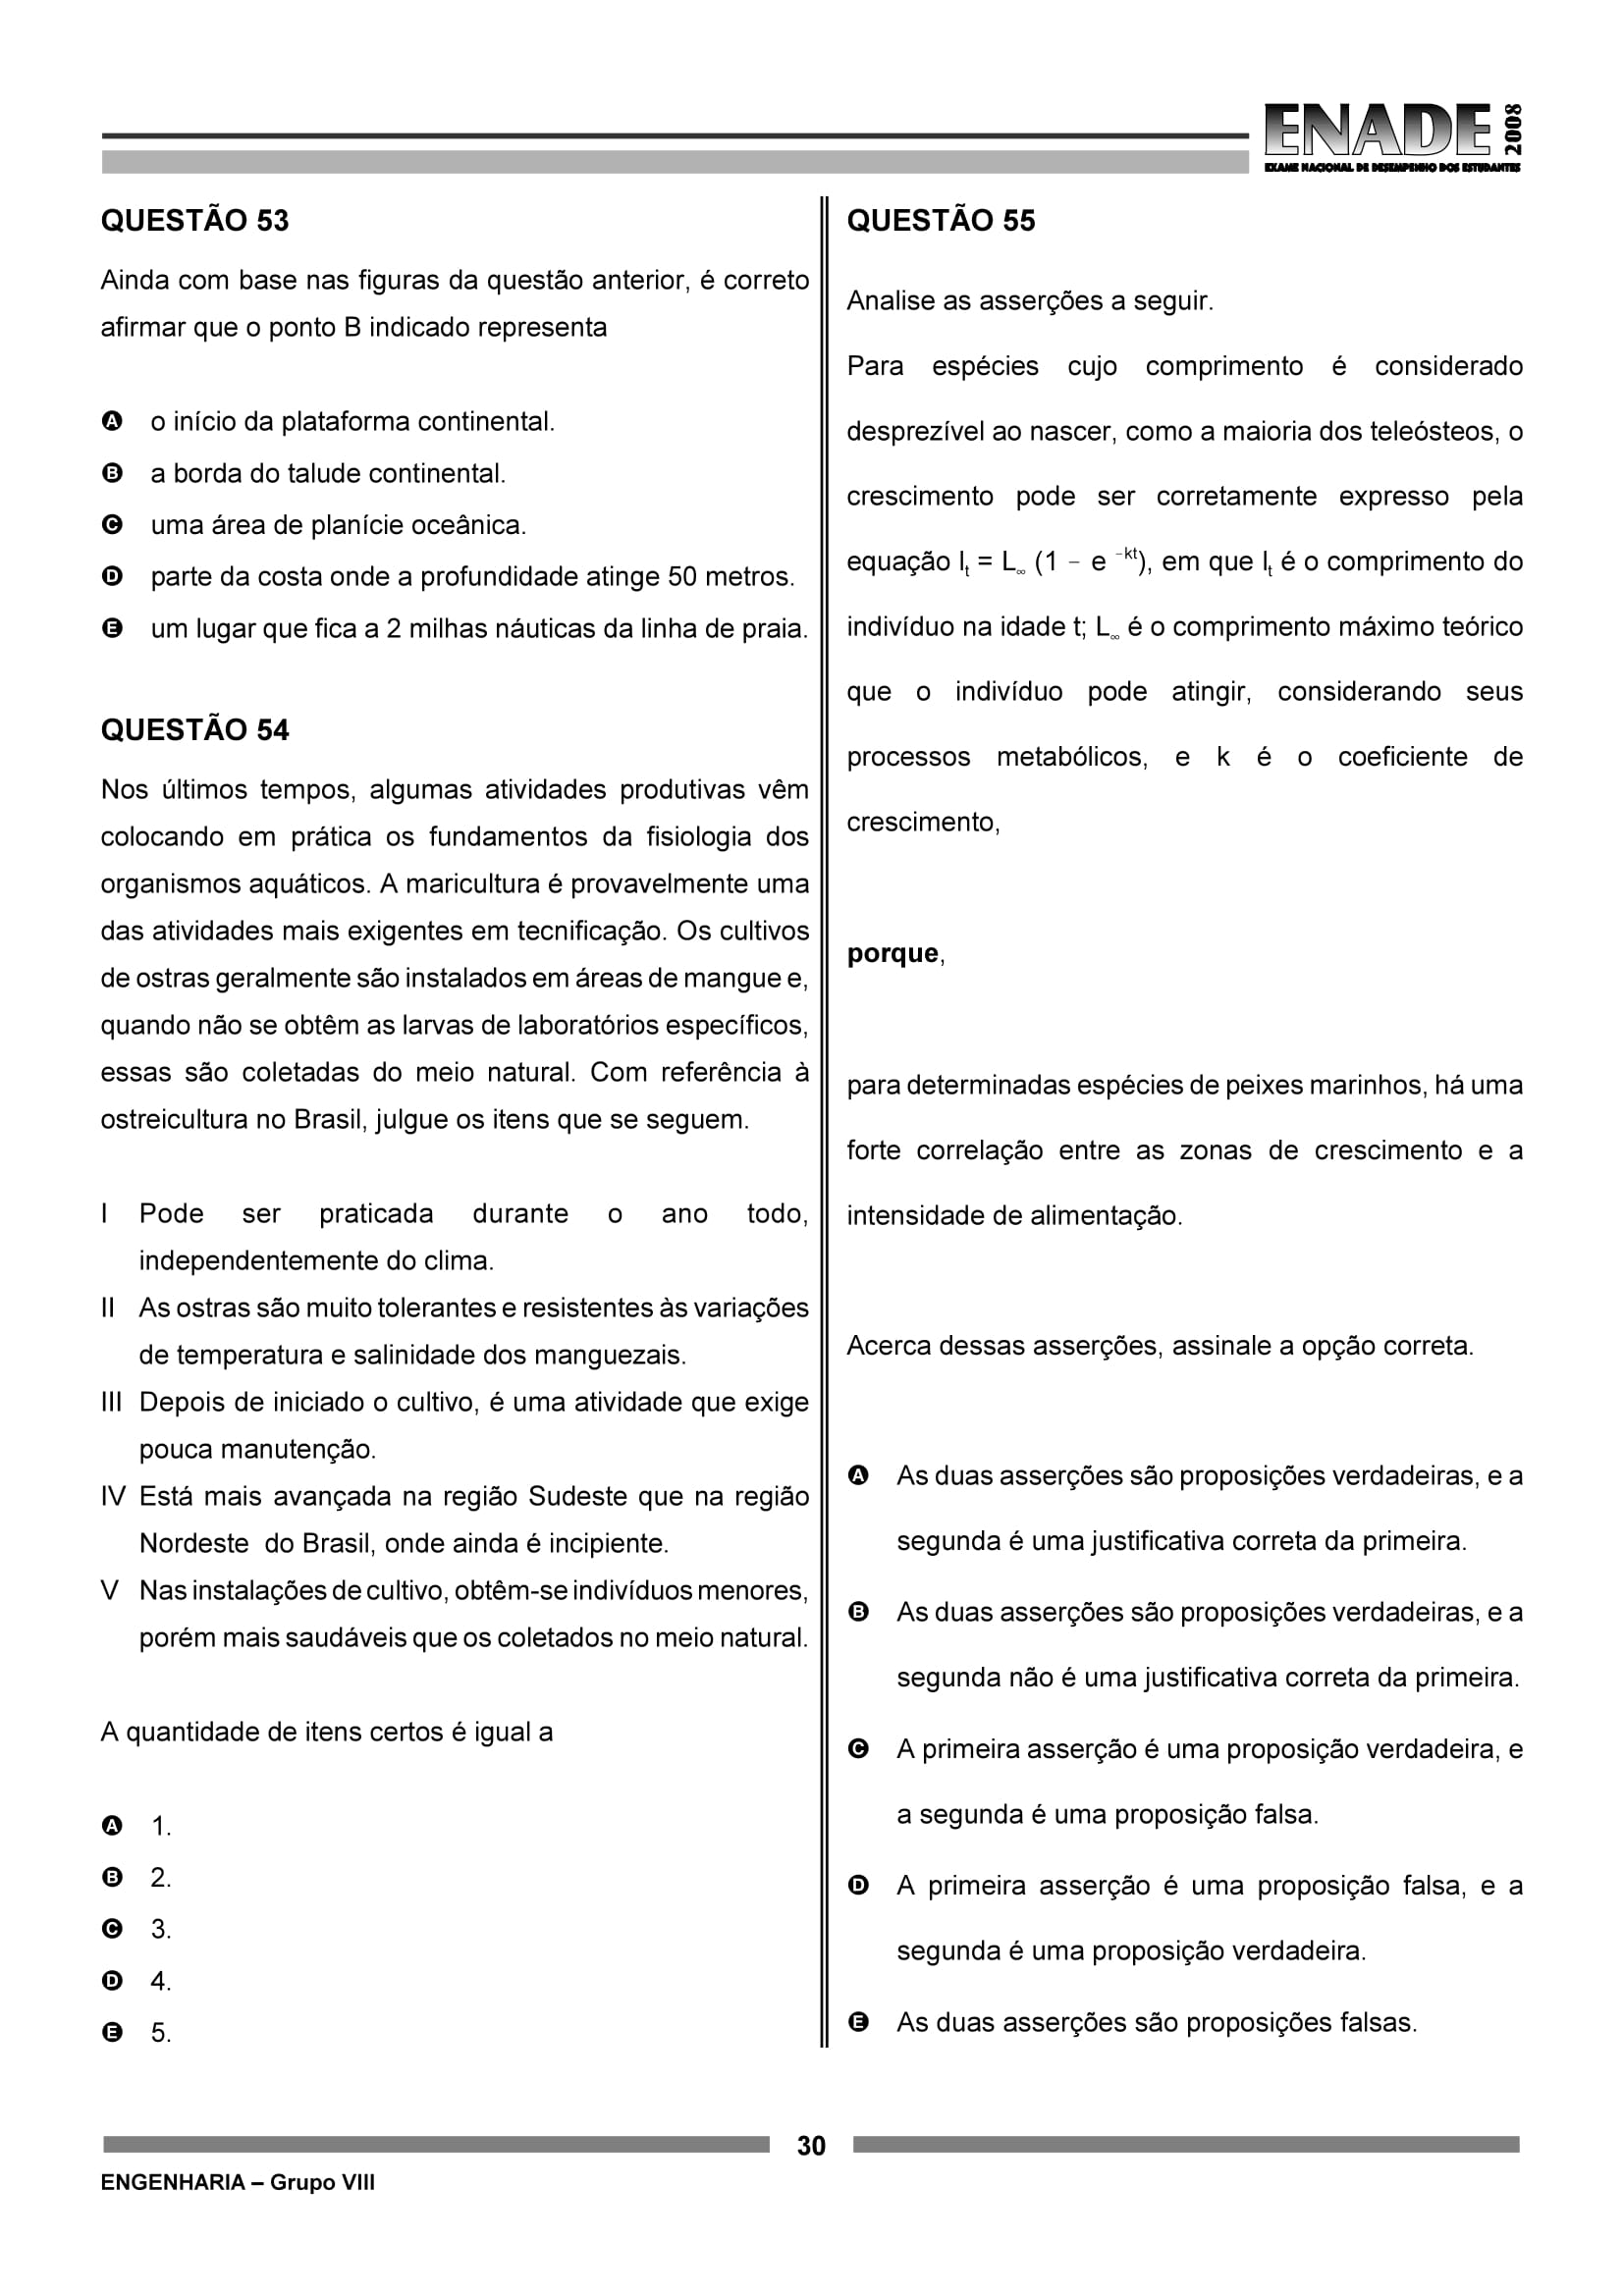 ENADE 2008
EXAME NACIONAL DE DESEMPENHO DOS ESTUDANTES
QUESTÃO 53
Ainda com base nas figuras da questão anterior, é correto
afirmar que o ponto B indicado representa
A o início da plataforma continental.
B a borda do talude continental.
C uma área de planície oceânica.
D parte da costa onde a profundidade atinge 50 metros.
E um lugar que fica a 2 milhas náuticas da linha de praia.
QUESTÃO 54
Nos últimos tempos, algumas atividades produtivas vêm
colocando em prática os fundamentos da fisiologia dos
organismos aquáticos. A maricultura é provavelmente uma
das atividades mais exigentes em tecnificação. Os cultivos
de ostras geralmente são instalados em áreas de mangue e,
quando não se obtêm as larvas de laboratórios específicos,
essas são coletadas do meio natural. Com referência à
ostreicultura no Brasil, julgue os itens que se seguem.
I Pode ser praticada durante o ano todo,
independentemente do clima.
II As ostras são muito tolerantes e resistentes às variações
de temperatura e salinidade dos manguezais.
III Depois de iniciado o cultivo, é uma atividade que exige
pouca manutenção.
IV Está mais avançada na região Sudeste que na região
Nordeste do Brasil, onde ainda é incipiente.
V Nas instalações de cultivo, obtêm-se indivíduos menores,
porém mais saudáveis que os coletados no meio natural.
A quantidade de itens certos é igual a
A 1.
B 2.
C 3.
D 4.
E 5.
QUESTÃO 55
Analise as asserções a seguir.
Para espécies cujo comprimento é considerado
desprezível ao nascer, como a maioria dos teleósteos, o
crescimento pode ser corretamente expresso pela
equação lₜ = L∞ (1 − e ⁻ᵏᵗ), em que lₜ é o comprimento do
indivíduo na idade t; L∞ é o comprimento máximo teórico
que o indivíduo pode atingir, considerando seus
processos metabólicos, e k é o coeficiente de
crescimento,
porque,
para determinadas espécies de peixes marinhos, há uma
forte correlação entre as zonas de crescimento e a
intensidade de alimentação.
Acerca dessas asserções, assinale a opção correta.
A As duas asserções são proposições verdadeiras, e a
segunda é uma justificativa correta da primeira.
B As duas asserções são proposições verdadeiras, e a
segunda não é uma justificativa correta da primeira.
C A primeira asserção é uma proposição verdadeira, e
a segunda é uma proposição falsa.
D A primeira asserção é uma proposição falsa, e a
segunda é uma proposição verdadeira.
E As duas asserções são proposições falsas.
30
ENGENHARIA – Grupo VIII